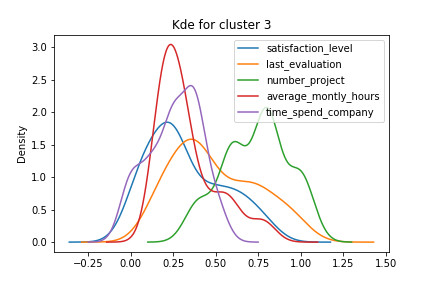 Kde for cluster 3
satisfaction_level
last_evaluation
number_project
average_montly_hours
time_spend_company
Density
3.0
2.5
2.0
1.5
1.0
0.5
0.0
−0.25 0.00 0.25 0.50 0.75 1.00 1.25 1.50